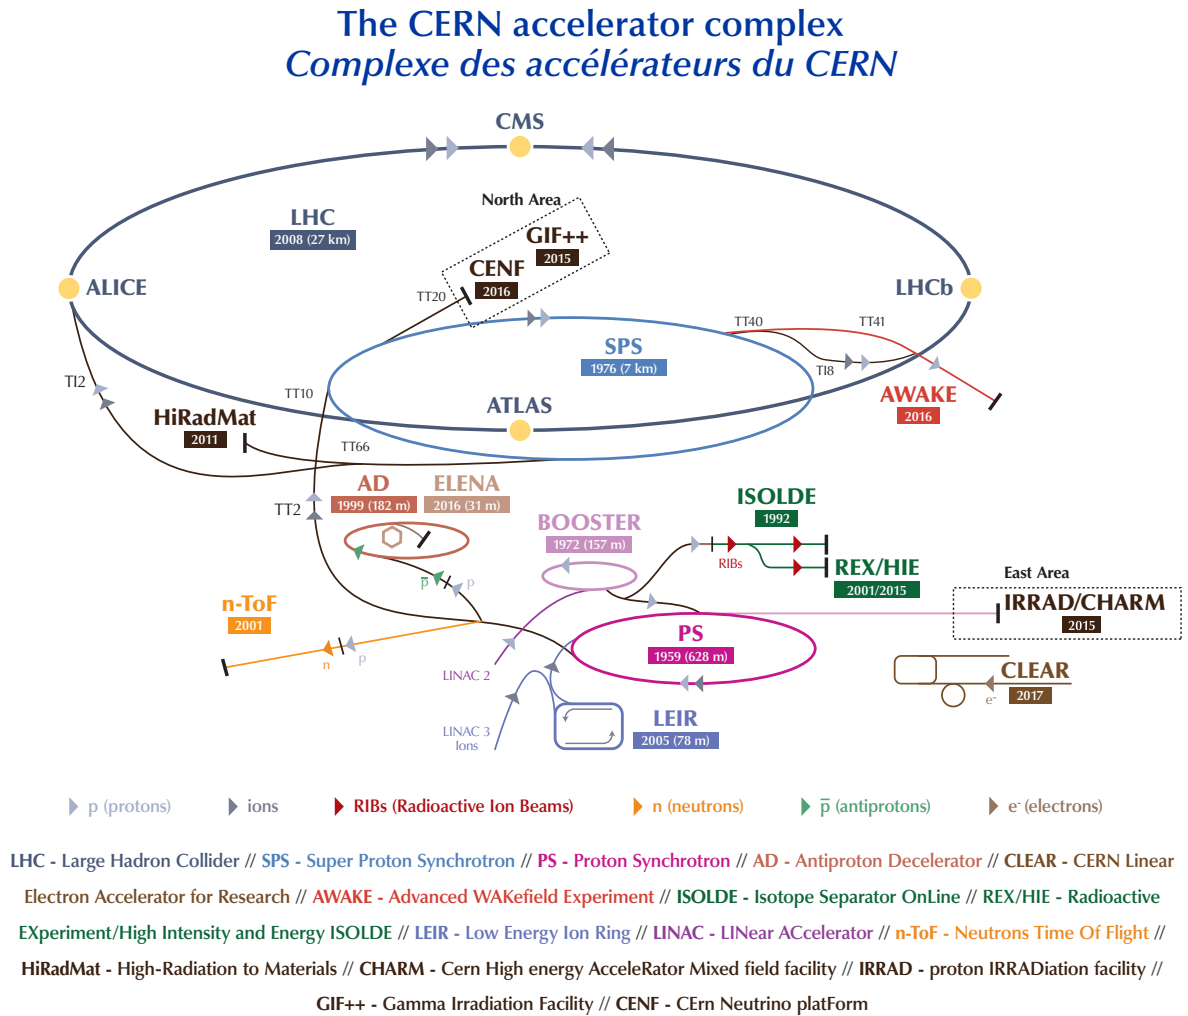 The CERN accelerator complex
Complexe des accélérateurs du CERN
CMS
North Area
LHC
2008 (27 km)
GIF++
2015
CENF
2016
ALICE
LHCb
TT20
TT40
TT41
SPS
1976 (7 km)
TI8
TI2
TT10
AWAKE
2016
ATLAS
HiRadMat
2011
TT66
AD
1999 (182 m)
ELENA
2016 (31 m)
TT2
ISOLDE
1992
BOOSTER
1972 (157 m)
RIBs
REX/HIE
2001/2015
East Area
p̅
p
n-ToF
2001
IRRAD/CHARM
2015
PS
1959 (628 m)
n
p
LINAC 2
CLEAR
2017
e-
LINAC 3
Ions
LEIR
2005 (78 m)
p (protons)
ions
RIBs (Radioactive Ion Beams)
n (neutrons)
p̅ (antiprotons)
e- (electrons)
LHC - Large Hadron Collider // SPS - Super Proton Synchrotron // PS - Proton Synchrotron // AD - Antiproton Decelerator // CLEAR - CERN Linear
Electron Accelerator for Research // AWAKE - Advanced WAKefield Experiment // ISOLDE - Isotope Separator OnLine // REX/HIE - Radioactive
EXperiment/High Intensity and Energy ISOLDE // LEIR - Low Energy Ion Ring // LINAC - LINear ACcelerator // n-ToF - Neutrons Time Of Flight //
HiRadMat - High-Radiation to Materials // CHARM - Cern High energy AcceleRator Mixed field facility // IRRAD - proton IRRADiation facility //
GIF++ - Gamma Irradiation Facility // CENF - CErn Neutrino platForm